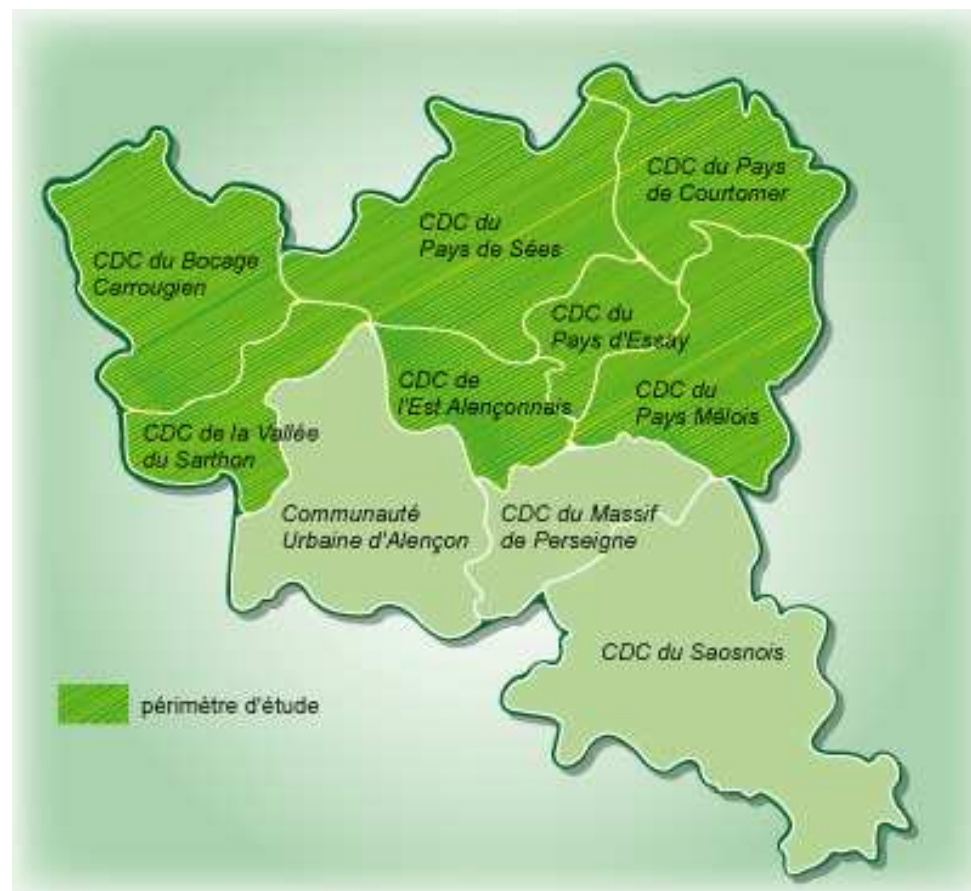 CDC du Pays
de Courtomer
CDC du
Pays de Sées
CDC du Bocage
Carrougien
CDC du
Pays d'Essay
CDC de
l'Est Alençonnais
CDC du
Pays Mélois
CDC de la Vallée
du Sarthon
Communauté
Urbaine d'Alençon
CDC du Massif
de Perseigne
CDC du Saosnois
périmètre d'étude